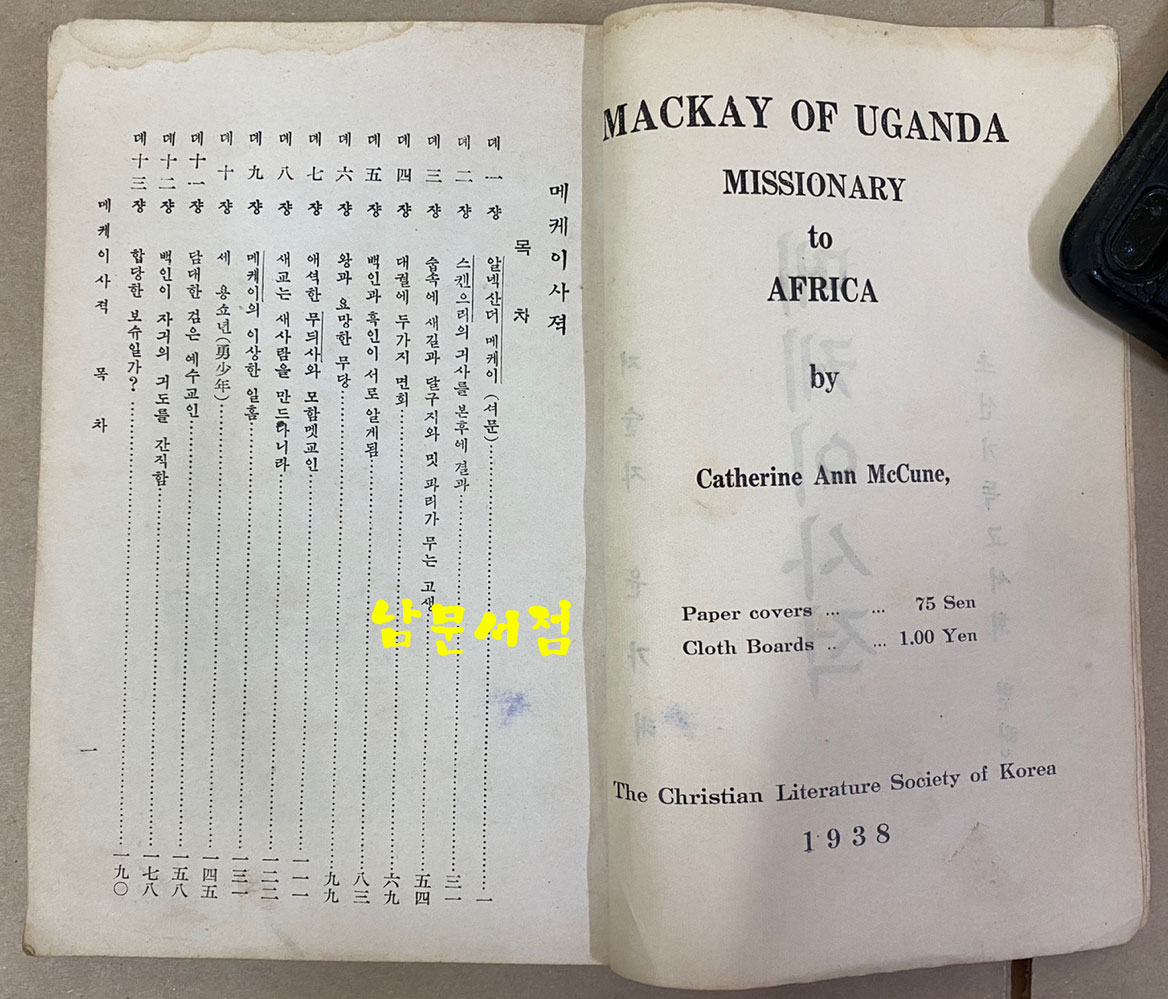 메케이사젹
목 차
뎨 一 쟝 알넥산더 메케이 (셔문) 一
뎨 二 쟝 스켄으리의 긔사를 본후에 결과 三一
뎨 三 쟝 숩속에 새길과 달구지와 밋 파리가 무는 고생 五四
뎨 四 쟝 대궐에 두가지 면회 六九
뎨 五 쟝 백인과 흑인이 서로 알게됨 八三
뎨 六 쟝 왕과 요망한 무당 九九
뎨 七 쟝 애셕한 무듸사와 모함멧교인 一一一
뎨 八 쟝 새교는 새사람을 만드나니라 一二二
뎨 九 쟝 메케이의 이상한 일홈 一三一
뎨 十 쟝 세 용쇼년(勇少年) 一四五
뎨十一쟝 담대한 검은 예수교인 一五八
뎨十二쟝 백인이 자긔의 긔도를 간직함 一七八
뎨十三쟝 합당한 보슈일가? 一九〇
메케이사젹 목 차
一
남문서점
MACKAY OF UGANDA
MISSIONARY
to
AFRICA
by
Catherine Ann McCune,
Paper covers ... ... 75 Sen
Cloth Boards .. ... 1.00 Yen
The Christian Literature Society of Korea
1938